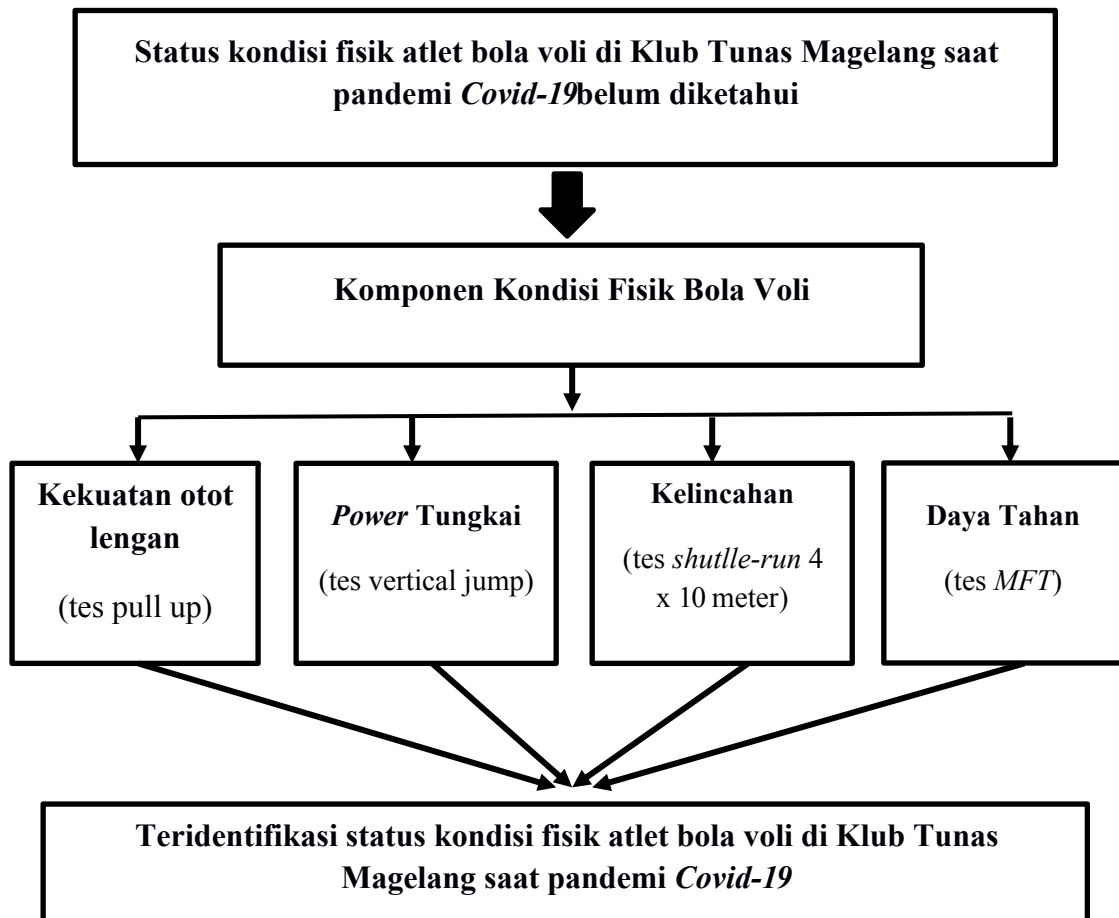 Status kondisi fisik atlet bola voli di Klub Tunas Magelang saat
pandemi Covid-19belum diketahui
Komponen Kondisi Fisik Bola Voli
Kekuatan otot
lengan
(tes pull up)
Power Tungkai
(tes vertical jump)
Kelincahan
(tes shutlle-run 4
x 10 meter)
Daya Tahan
(tes MFT)
Teridentifikasi status kondisi fisik atlet bola voli di Klub Tunas
Magelang saat pandemi Covid-19